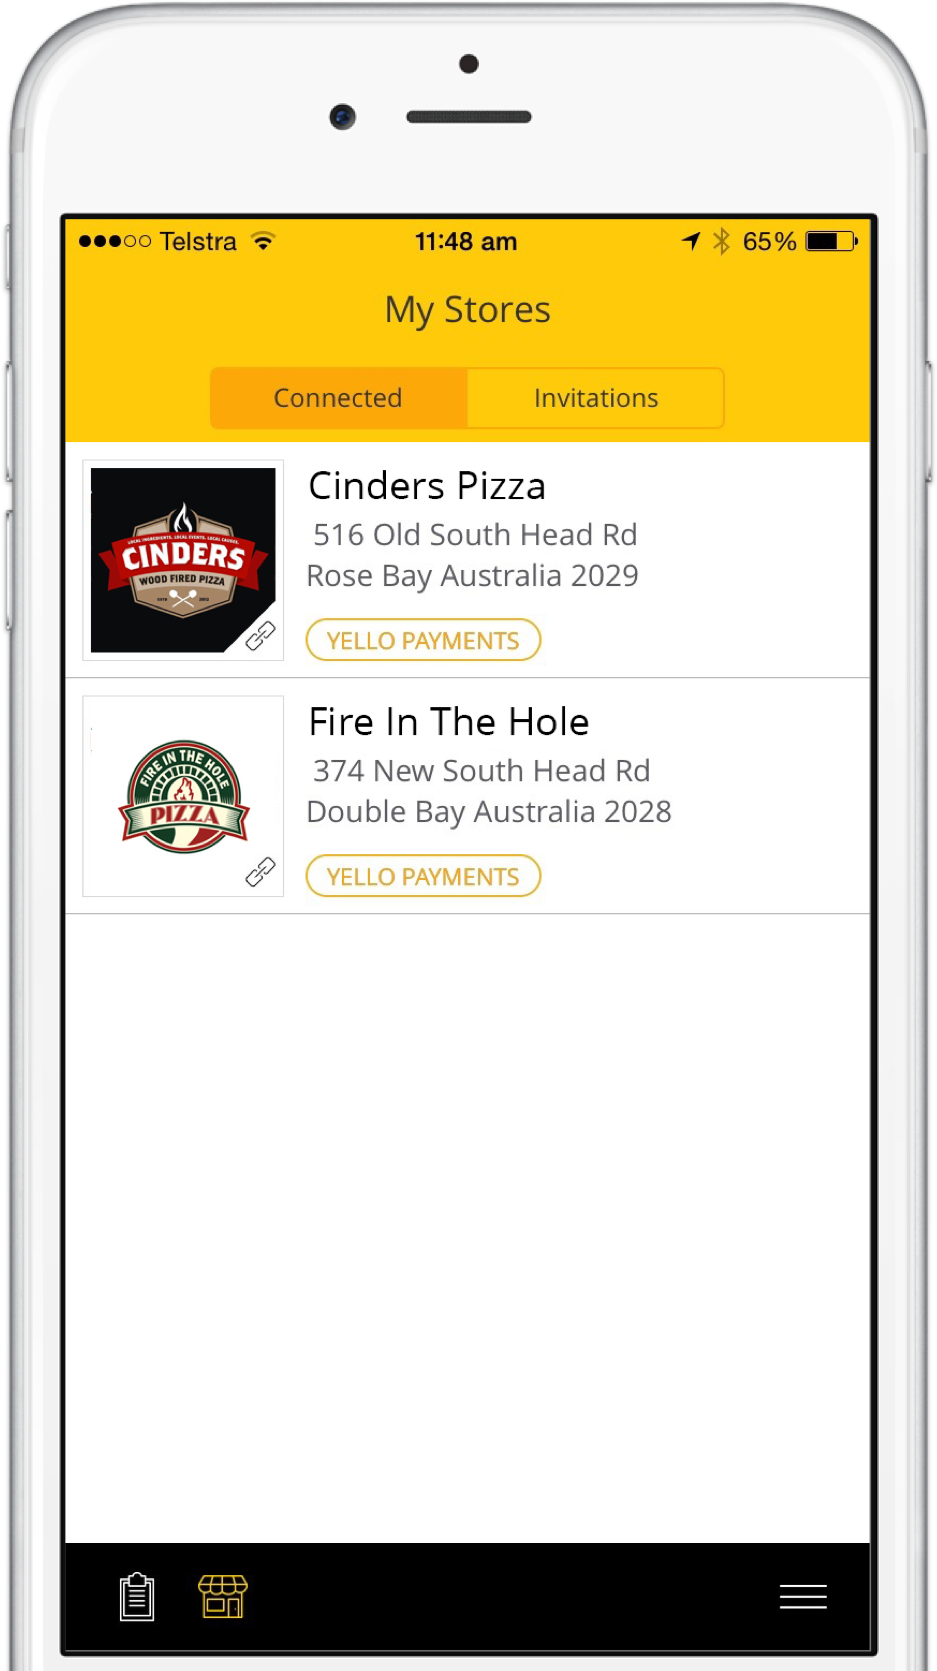 Telstra 11:48 am 65%
My Stores
Connected Invitations
LOCAL INGREDIENTS. LOCAL EVENTS. LOCAL CAUSES.
CINDERS
WOOD FIRED PIZZA
Cinders Pizza
516 Old South Head Rd
Rose Bay Australia 2029
YELLO PAYMENTS
FIRE IN THE HOLE
PIZZA
Fire In The Hole
374 New South Head Rd
Double Bay Australia 2028
YELLO PAYMENTS